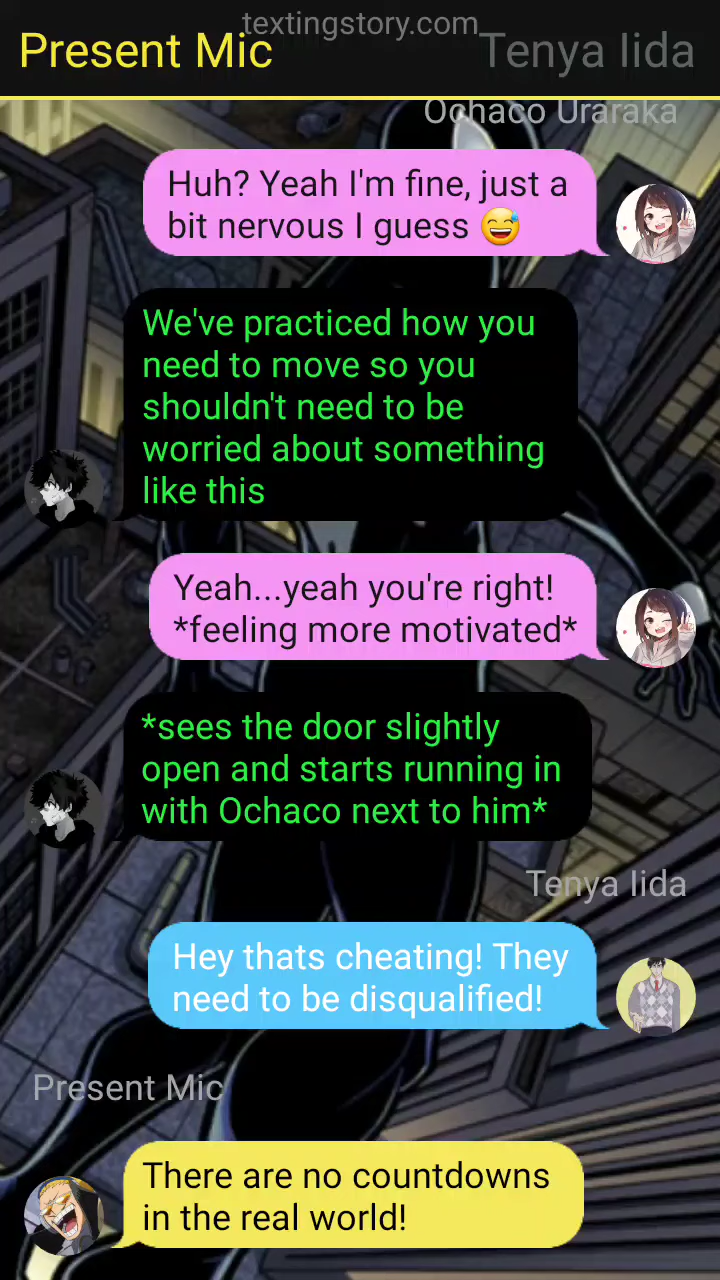 textingstory.com
Present Mic
Tenya Iida
Ochaco Uraraka
Huh? Yeah I'm fine, just a
bit nervous I guess 😅
We've practiced how you
need to move so you
shouldn't need to be
worried about something
like this
Yeah...yeah you're right!
*feeling more motivated*
*sees the door slightly
open and starts running in
with Ochaco next to him*
Tenya Iida
Hey thats cheating! They
need to be disqualified!
Present Mic
There are no countdowns
in the real world!